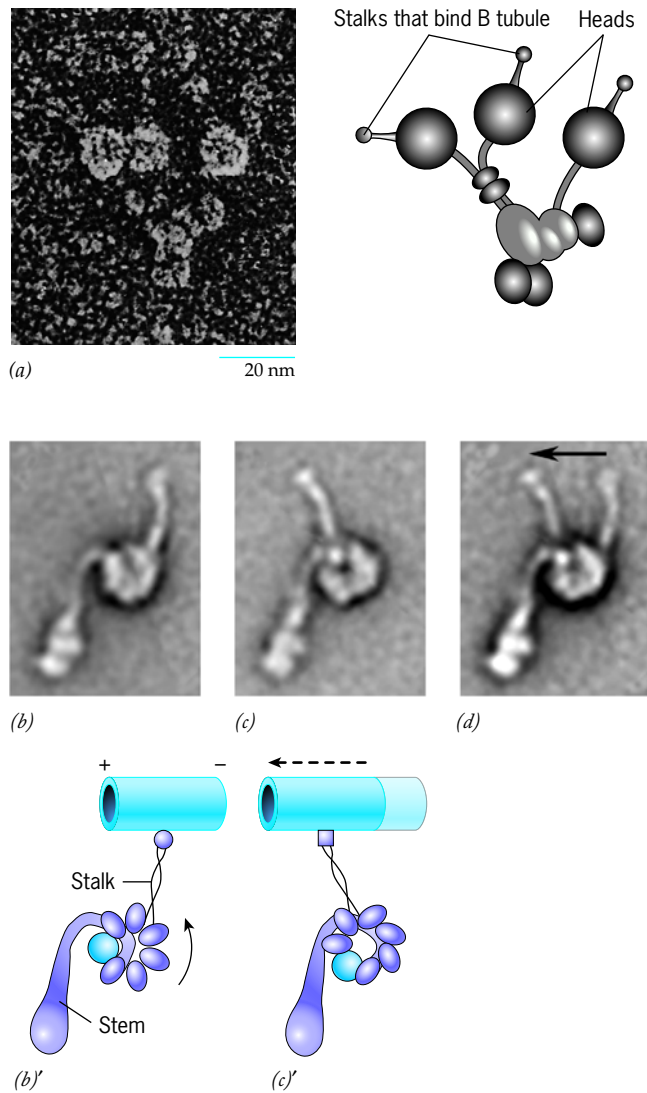 Stalks that bind B tubule
Heads
(a)
20 nm
(b)
(c)
(d)
+
−
Stalk
Stem
(b)′
(c)′